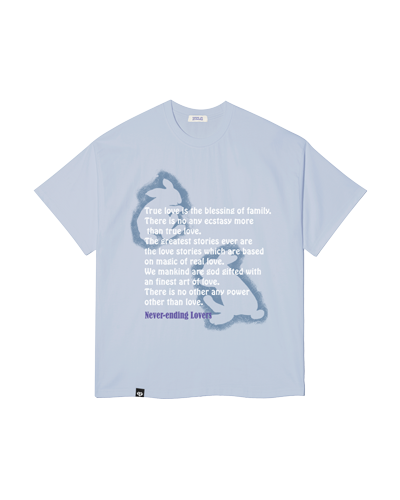 True love is the blessing of family.
There is no any ecstasy more
than true love.
The greatest stories ever are
the love stories which are based
on magic of real love.
We mankind are god gifted with
an finest art of love.
There is no other any power
other than love.
Never-ending Lovers